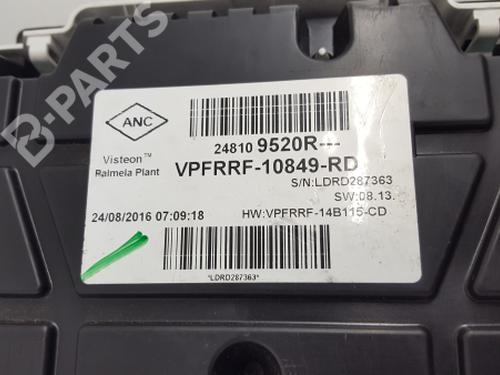 B-PARTS
ANC
Visteon™
Ralmeia Plant
24810 9520R---
VPFRRF-10849-RD
S/N:LDRD287363
SW:08.13.
24/08/2016 07:09:18
HW:VPFRRF-14B115-CD
*LDRD287363*